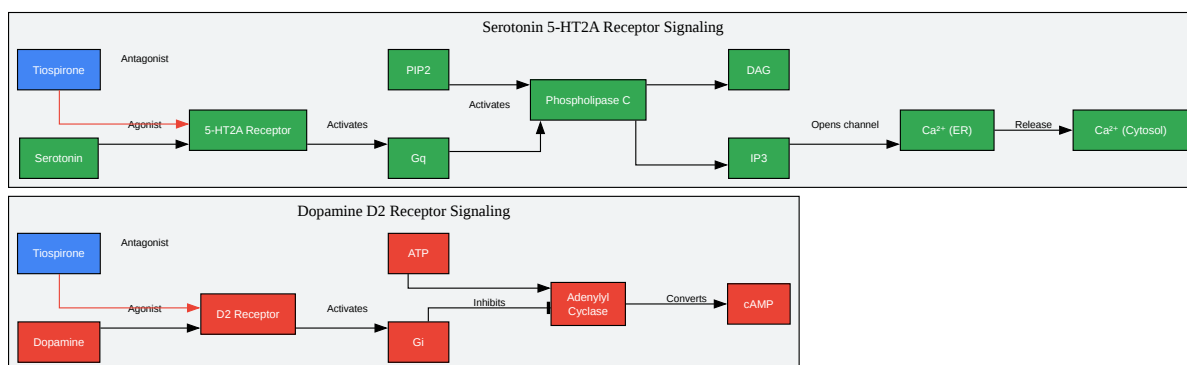 Serotonin 5-HT2A Receptor Signaling
Tiospirone
Antagonist
PIP2
DAG
Phospholipase C
Activates
Agonist
5-HT2A Receptor
Activates
Opens channel
Ca²⁺ (ER)
Release
Ca²⁺ (Cytosol)
Serotonin
Gq
IP3
Dopamine D2 Receptor Signaling
Tiospirone
Antagonist
ATP
Agonist
D2 Receptor
Activates
Inhibits
Adenylyl
Cyclase
Converts
cAMP
Dopamine
Gi